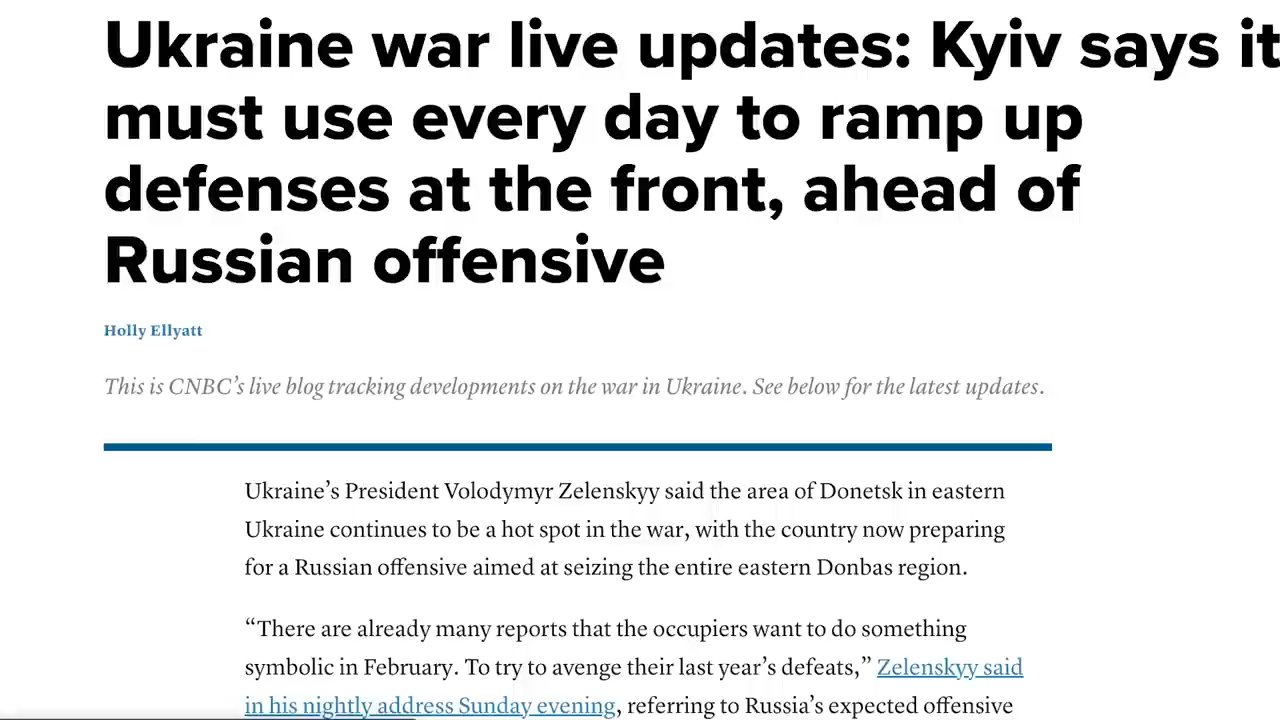 Ukraine war live updates: Kyiv says it
must use every day to ramp up
defenses at the front, ahead of
Russian offensive
Holly Ellyatt
This is CNBC’s live blog tracking developments on the war in Ukraine. See below for the latest updates.
Ukraine’s President Volodymyr Zelenskyy said the area of Donetsk in eastern
Ukraine continues to be a hot spot in the war, with the country now preparing
for a Russian offensive aimed at seizing the entire eastern Donbas region.
“There are already many reports that the occupiers want to do something
symbolic in February. To try to avenge their last year’s defeats,” Zelenskyy said
in his nightly address Sunday evening, referring to Russia’s expected offensive